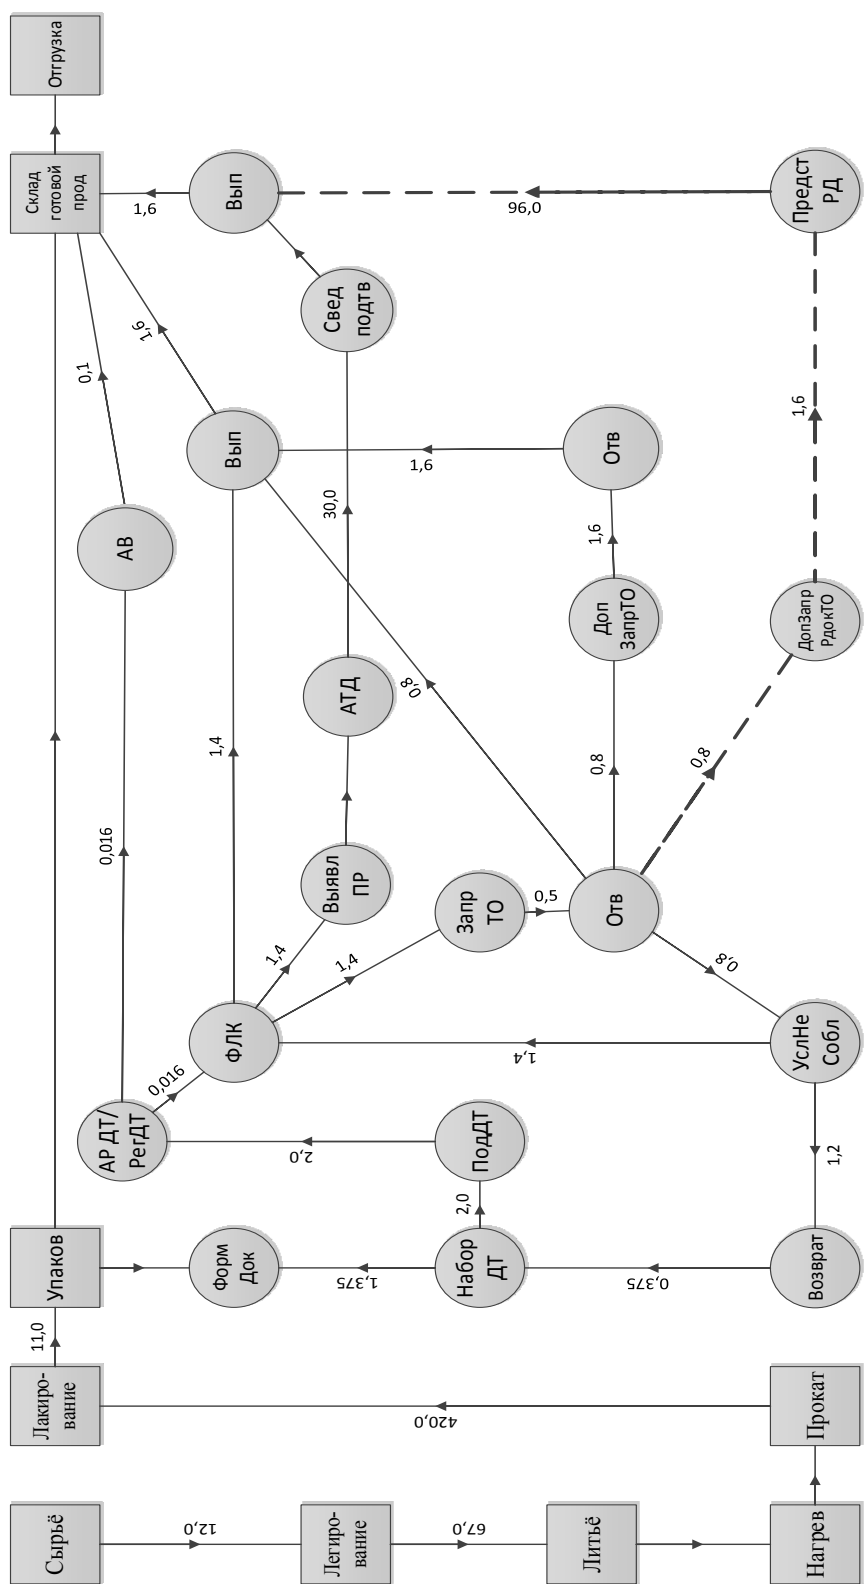 Отгрузка
Склад
готовой
прод
1,6
Вып
96,0
Предст
РД
Свед
подтв
0,1
1,6
АВ
Вып
1,6
Отв
1,6
30,0
1,6
Доп
ЗапрТО
ДопЗапр
РдокТО
АТД
0,8
1,4
0,8
0,8
0,016
Выявл
ПР
Запр
ТО
0,5
Отв
1,4
1,4
0,8
ФЛК
1,4
УслНе
Собл
0,016
АР ДТ/
РегДТ
2,0
ПодДТ
2,0
1,2
Упаков
Форм
Док
1,375
Набор
ДТ
0,375
Возврат
11,0
Лакиро-
вание
420,0
Прокат
Сырьё
12,0
Легиро-
вание
67,0
Литьё
Нагрев